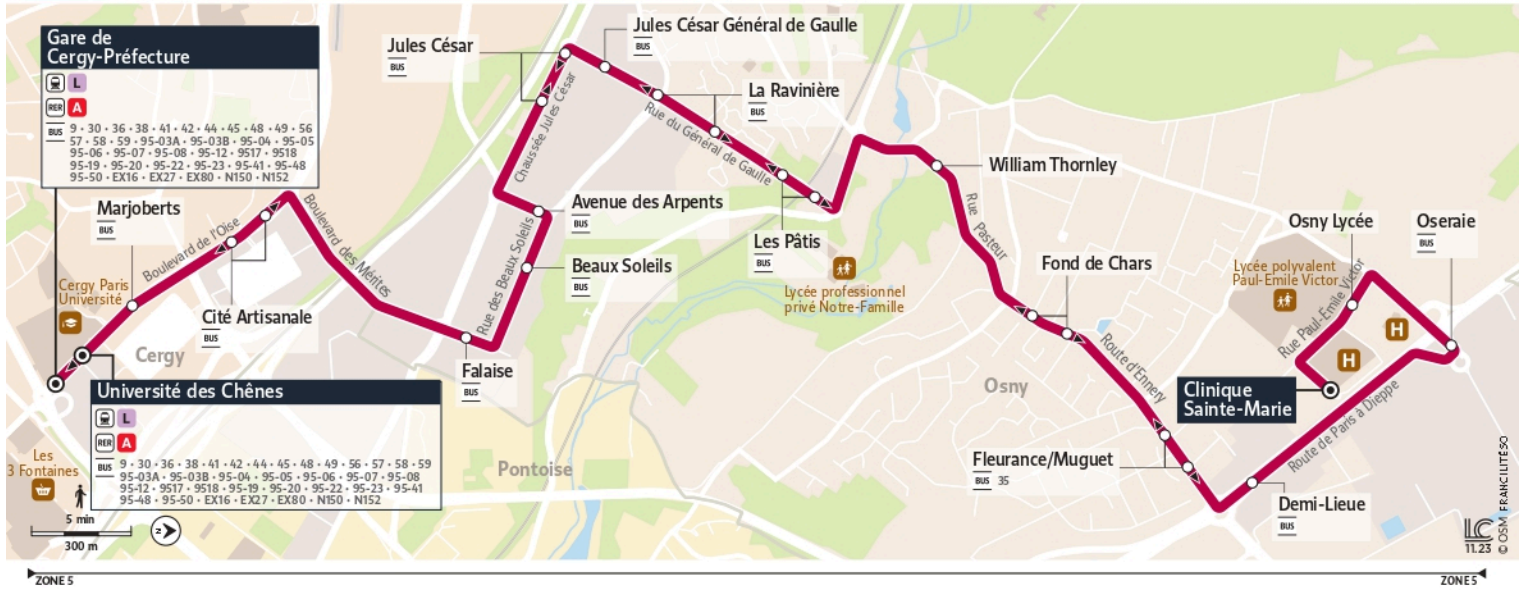 Gare de
Cergy-Préfecture
L
RER A
BUS 9 • 30 • 36 • 38 • 41 • 42 • 44 • 45 • 48 • 49 • 56
57 • 58 • 59 • 95-03A • 95-03B • 95-04 • 95-05
95-06 • 95-07 • 95-08 • 95-12 • 9517 • 9518
95-19 • 95-20 • 95-22 • 95-23 • 95-41 • 95-48
95-50 • EX16 • EX27 • EX80 • N150 • N152
Jules César
BUS
Jules César Général de Gaulle
BUS
La Ravinière
BUS
Chaussée Jules César
Rue du Général de Gaulle
William Thornley
Marjoberts
BUS
Boulevard de l'Oise
Boulevard des Mérites
Avenue des Arpents
BUS
Rue des Beaux Soleils
Les Pâtis
BUS
Rue Pasteur
Osny Lycée
Oseraie
BUS
Beaux Soleils
BUS
Fond de Chars
Lycée polyvalent
Paul-Emile Victor
Rue Paul-Emile Victor
Lycée professionnel
privé Notre-Famille
Cergy Paris
Université
Cité Artisanale
BUS
Cergy
Falaise
BUS
Route d'Ennery
H
H
Osny
Clinique
Sainte-Marie
Route de Paris à Dieppe
Université des Chênes
L
RER A
BUS 9 • 30 • 36 • 38 • 41 • 42 • 44 • 45 • 48 • 49 • 56 • 57 • 58 • 59
95-03A • 95-03B • 95-04 • 95-05 • 95-06 • 95-07 • 95-08
95-12 • 9517 • 9518 • 95-19 • 95-20 • 95-22 • 95-23 • 95-41
95-48 • 95-50 • EX16 • EX27 • EX80 • N150 • N152
Les
3 Fontaines
Pontoise
Fleurance/Muguet
BUS 35
Demi-Lieue
BUS
5 min
300 m
N
LC
11.23
© OSM FRANCILITÉ SO
ZONE 5
ZONE 5